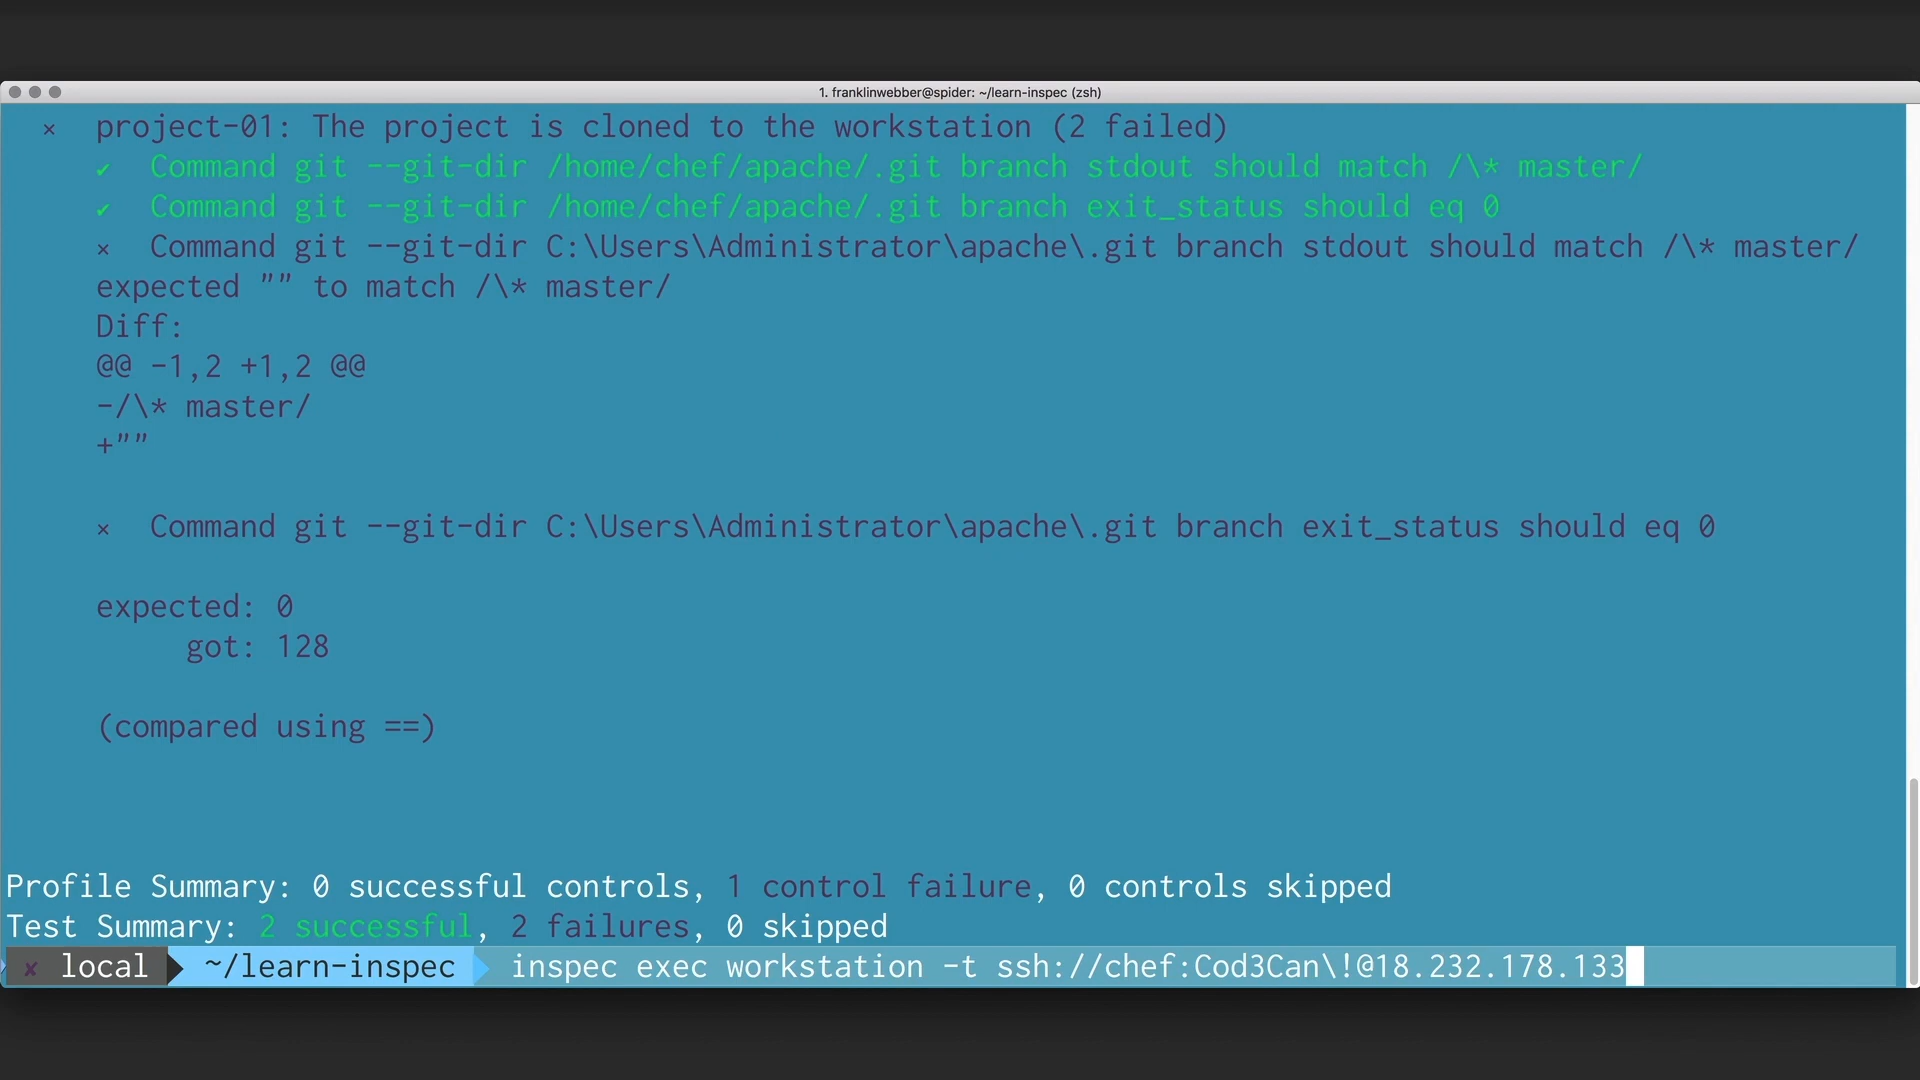 1. franklinwebber@spider: ~/learn-inspec (zsh)
× project-01: The project is cloned to the workstation (2 failed)
✔ Command git --git-dir /home/chef/apache/.git branch stdout should match /\* master/
✔ Command git --git-dir /home/chef/apache/.git branch exit_status should eq 0
× Command git --git-dir C:\Users\Administrator\apache\.git branch stdout should match /\* master/
expected "" to match /\* master/
Diff:
@@ -1,2 +1,2 @@
-/\* master/
+""
× Command git --git-dir C:\Users\Administrator\apache\.git branch exit_status should eq 0
expected: 0
got: 128
(compared using ==)
Profile Summary: 0 successful controls, 1 control failure, 0 controls skipped
Test Summary: 2 successful, 2 failures, 0 skipped
✘ local ~/learn-inspec inspec exec workstation -t ssh://chef:Cod3Can\!@18.232.178.133